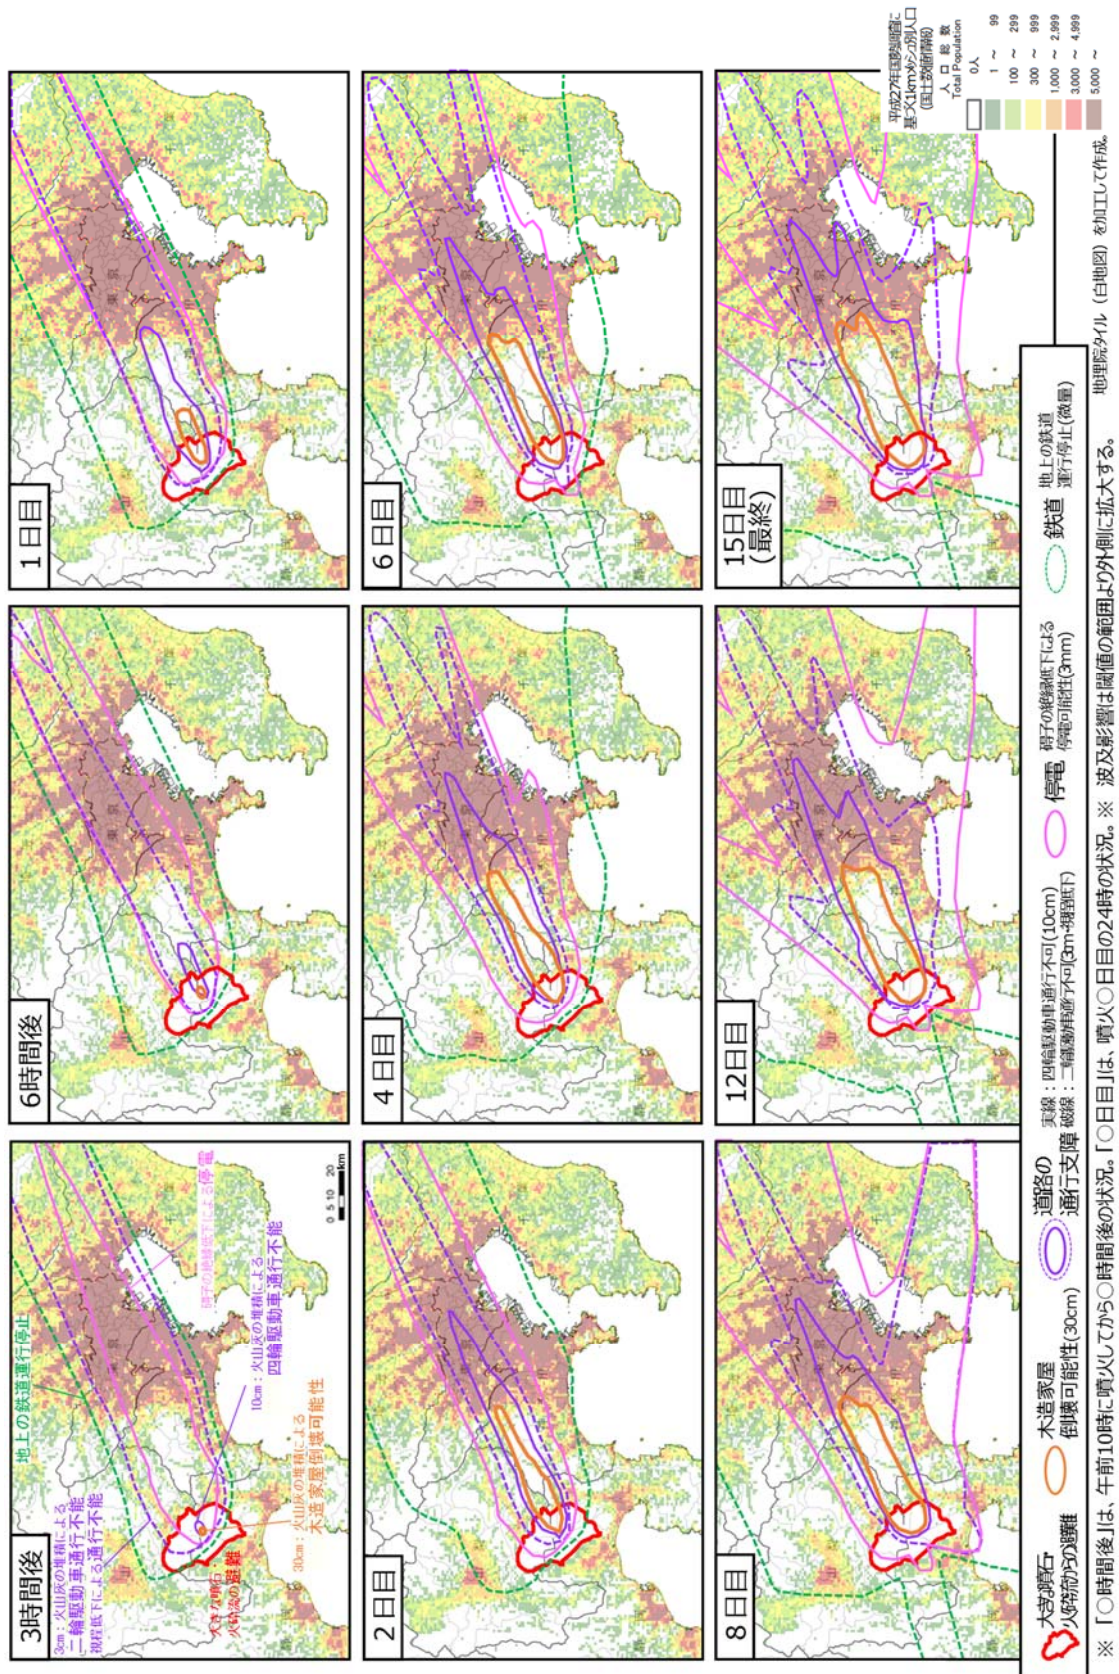 3時間後
地上の鉄道運行停止
3cm：火山灰の堆積による
二輪駆動車通行不能
視程低下による通行不能
碍子の絶縁低下による停電
10cm：火山灰の堆積による
四輪駆動車通行不能
30cm：火山灰の堆積による
木造家屋倒壊可能性
大きな噴石・
火砕流の避難
0 5 10 20
km
6時間後
1日目
2日目
4日目
6日目
8日目
12日目
15日目
(最終)
平成27年国勢調査に
基づく1kmメッシュ別人口
(国土数値情報)
人口総数
Total Population
0人
1 ～ 99
100 ～ 299
300 ～ 999
1,000 ～ 2,999
3,000 ～ 4,999
5,000 ～
大きな噴石・
火砕流からの避難
木造家屋
倒壊可能性(30cm)
道路の
通行支障
実線：四輪駆動車通行不可(10cm)
破線：二輪駆動車通行不可(3cm・視程低下)
停電
碍子の絶縁低下による
停電可能性(3mm)
鉄道
地上の鉄道
運行停止(微量)
※ 「○時間後」は、午前10時に噴火してから○時間後の状況。「○日目」は、噴火○日目の24時の状況。※ 波及影響は閾値の範囲より外側に拡大する。
地理院タイル（白地図）を加工して作成。